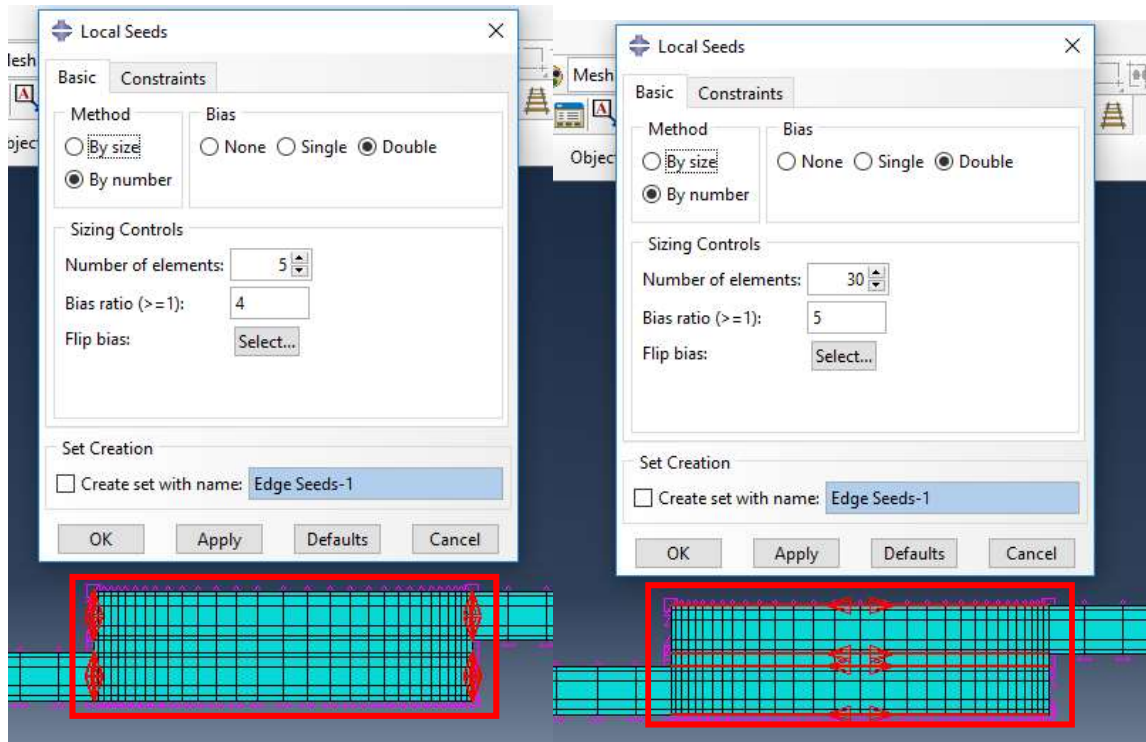 Local Seeds
Basic Constraints
Method
By size
By number
Bias
None Single Double
Sizing Controls
Number of elements: 5
Bias ratio (>=1): 4
Flip bias: Select...
Set Creation
Create set with name: Edge Seeds-1
OK Apply Defaults Cancel
Mesh
A
Local Seeds
Basic Constraints
Method
By size
By number
Bias
None Single Double
Sizing Controls
Number of elements: 30
Bias ratio (>=1): 5
Flip bias: Select...
Set Creation
Create set with name: Edge Seeds-1
OK Apply Defaults Cancel